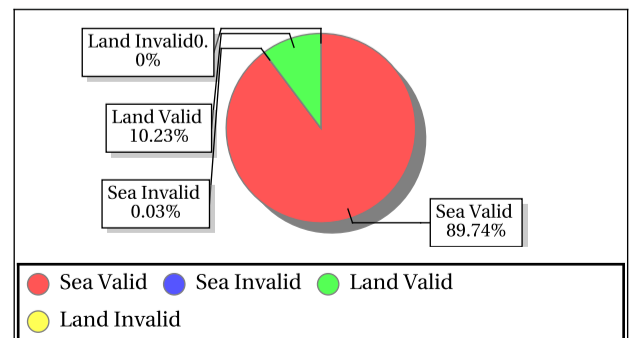 Land Invalid0.
0%
Land Valid
10.23%
Sea Invalid
0.03%
Sea Valid
89.74%
Sea Valid Sea Invalid Land Valid
Land Invalid